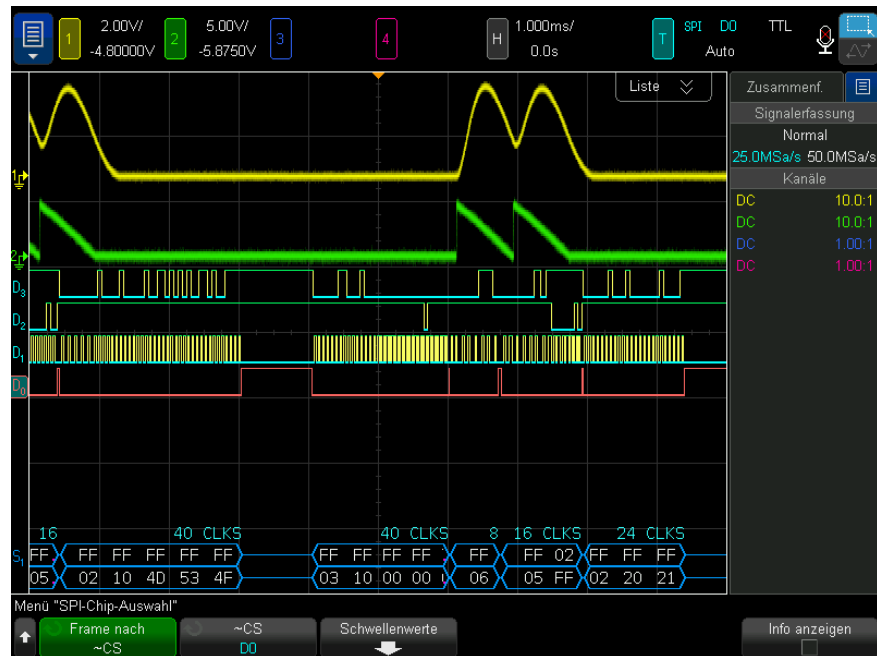 1 2.00V/ 2 5.00V/ 3 4 H 1.000ms/ T SPI D0 TTL
-4.80000V -5.8750V 0.0s Auto
Liste
Zusammenf.
Signalerfassung
Normal
25.0MSa/s 50.0MSa/s
Kanäle
DC 10.0:1
DC 10.0:1
DC 1.00:1
DC 1.00:1
1
2
D3
D2
D1
D0
16 40 CLKS 40 CLKS 8 16 CLKS 24 CLKS
S1 FF FF FF FF FF FF FF FF FF FF FF FF 02 FF FF FF
05 02 10 4D 53 4F 03 10 00 00 06 05 FF 02 20 21
Menü "SPI-Chip-Auswahl"
Frame nach ~CS Schwellenwerte Info anzeigen
~CS D0